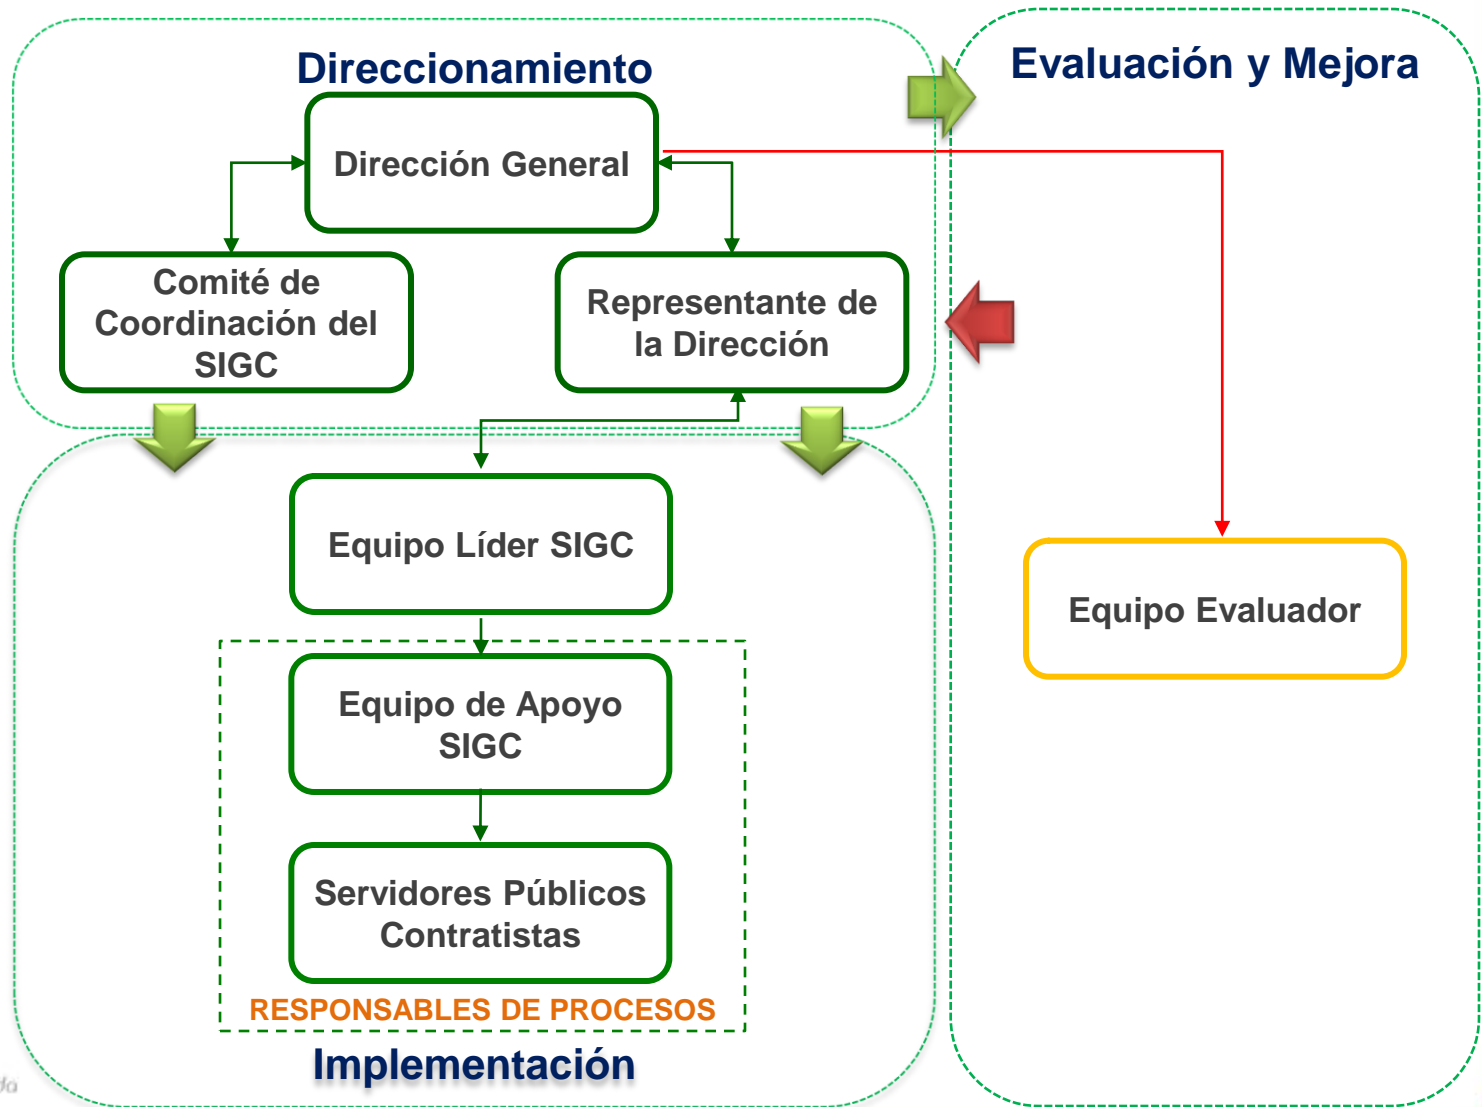 Direccionamiento
Evaluación y Mejora
Dirección General
Comité de
Coordinación del
SIGC
Representante de
la Dirección
Equipo Líder SIGC
Equipo Evaluador
Equipo de Apoyo
SIGC
Servidores Públicos
Contratistas
RESPONSABLES DE PROCESOS
Implementación